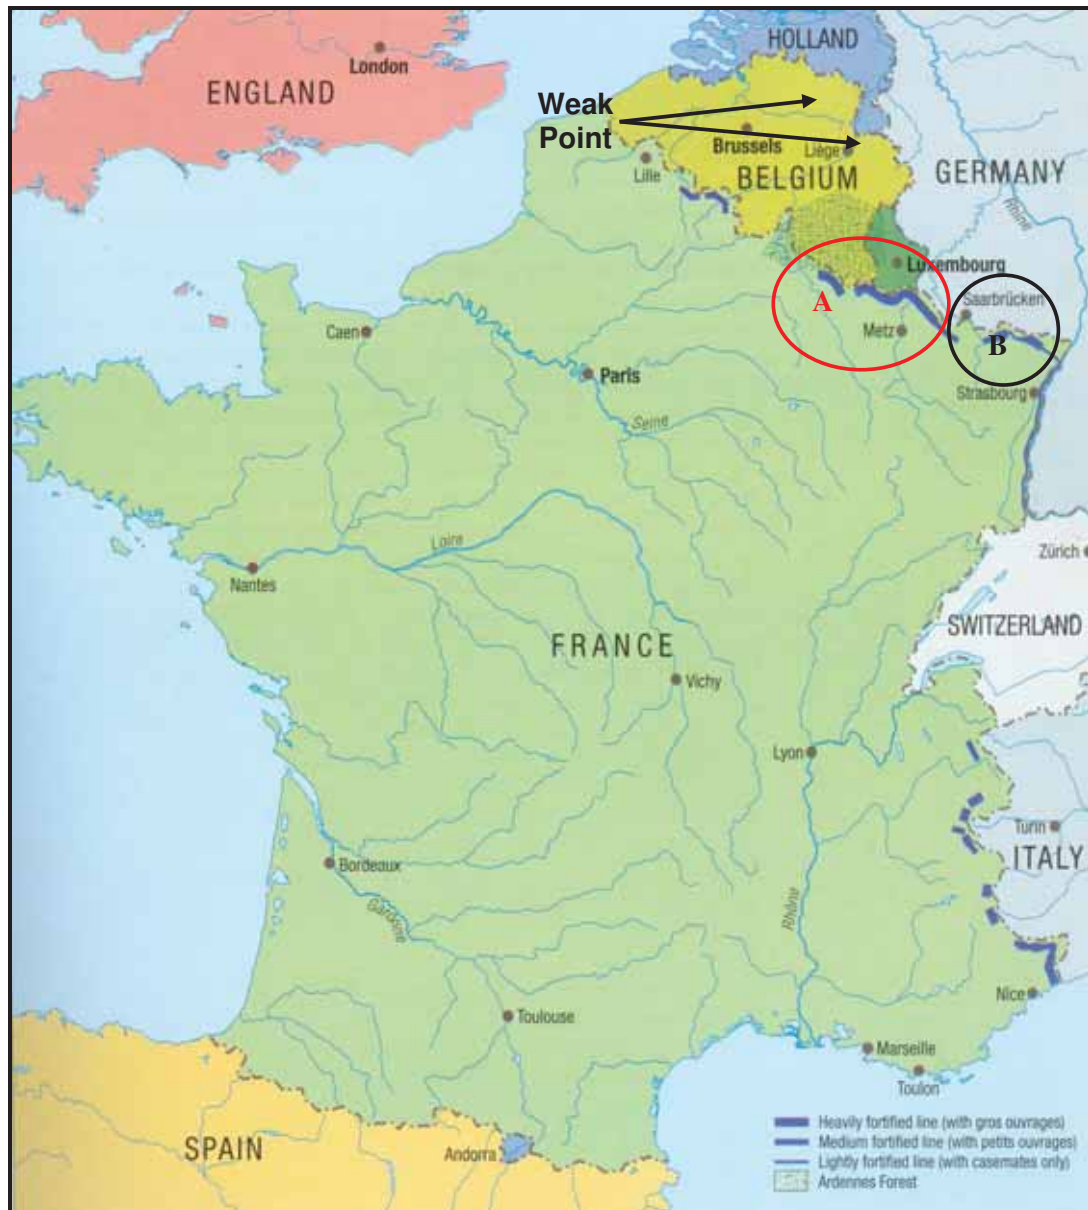 HOLLAND
London
ENGLAND
Weak
Point
Brussels
Liège
Lille
BELGIUM
GERMANY
Rhine
Luxembourg
A
Saarbrücken
Caen
Metz
B
Paris
Strasbourg
Seine
Loire
Zürich
Nantes
SWITZERLAND
FRANCE
Vichy
Lyon
Turin
ITALY
Bordeaux
Garonne
Rhône
Nice
Toulouse
Marseille
Toulon
SPAIN
Andorra
Heavily fortified line (with gros ouvrages)
Medium fortified line (with petits ouvrages)
Lightly fortified line (with casemates only)
Ardennes Forest